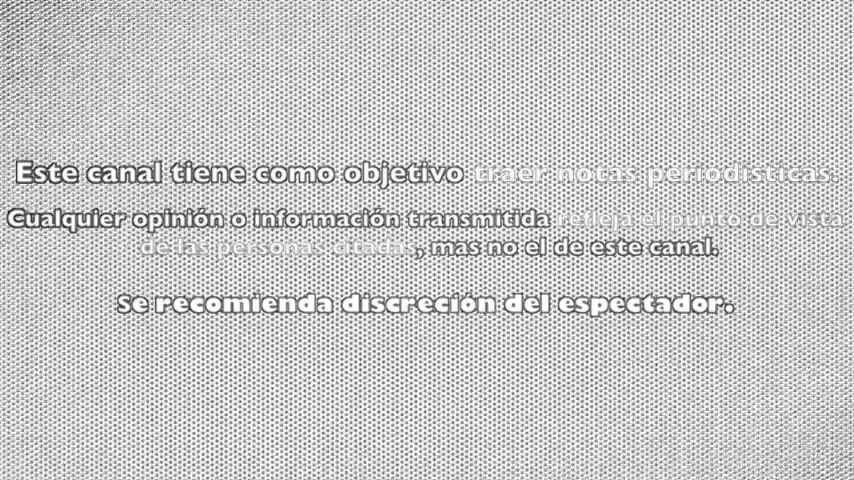 Este canal tiene como objetivo traer notas periodísticas.
Cualquier opinión o información transmitida refleja el punto de vista
de las personas citadas, mas no el de este canal.
Se recomienda discreción del espectador.